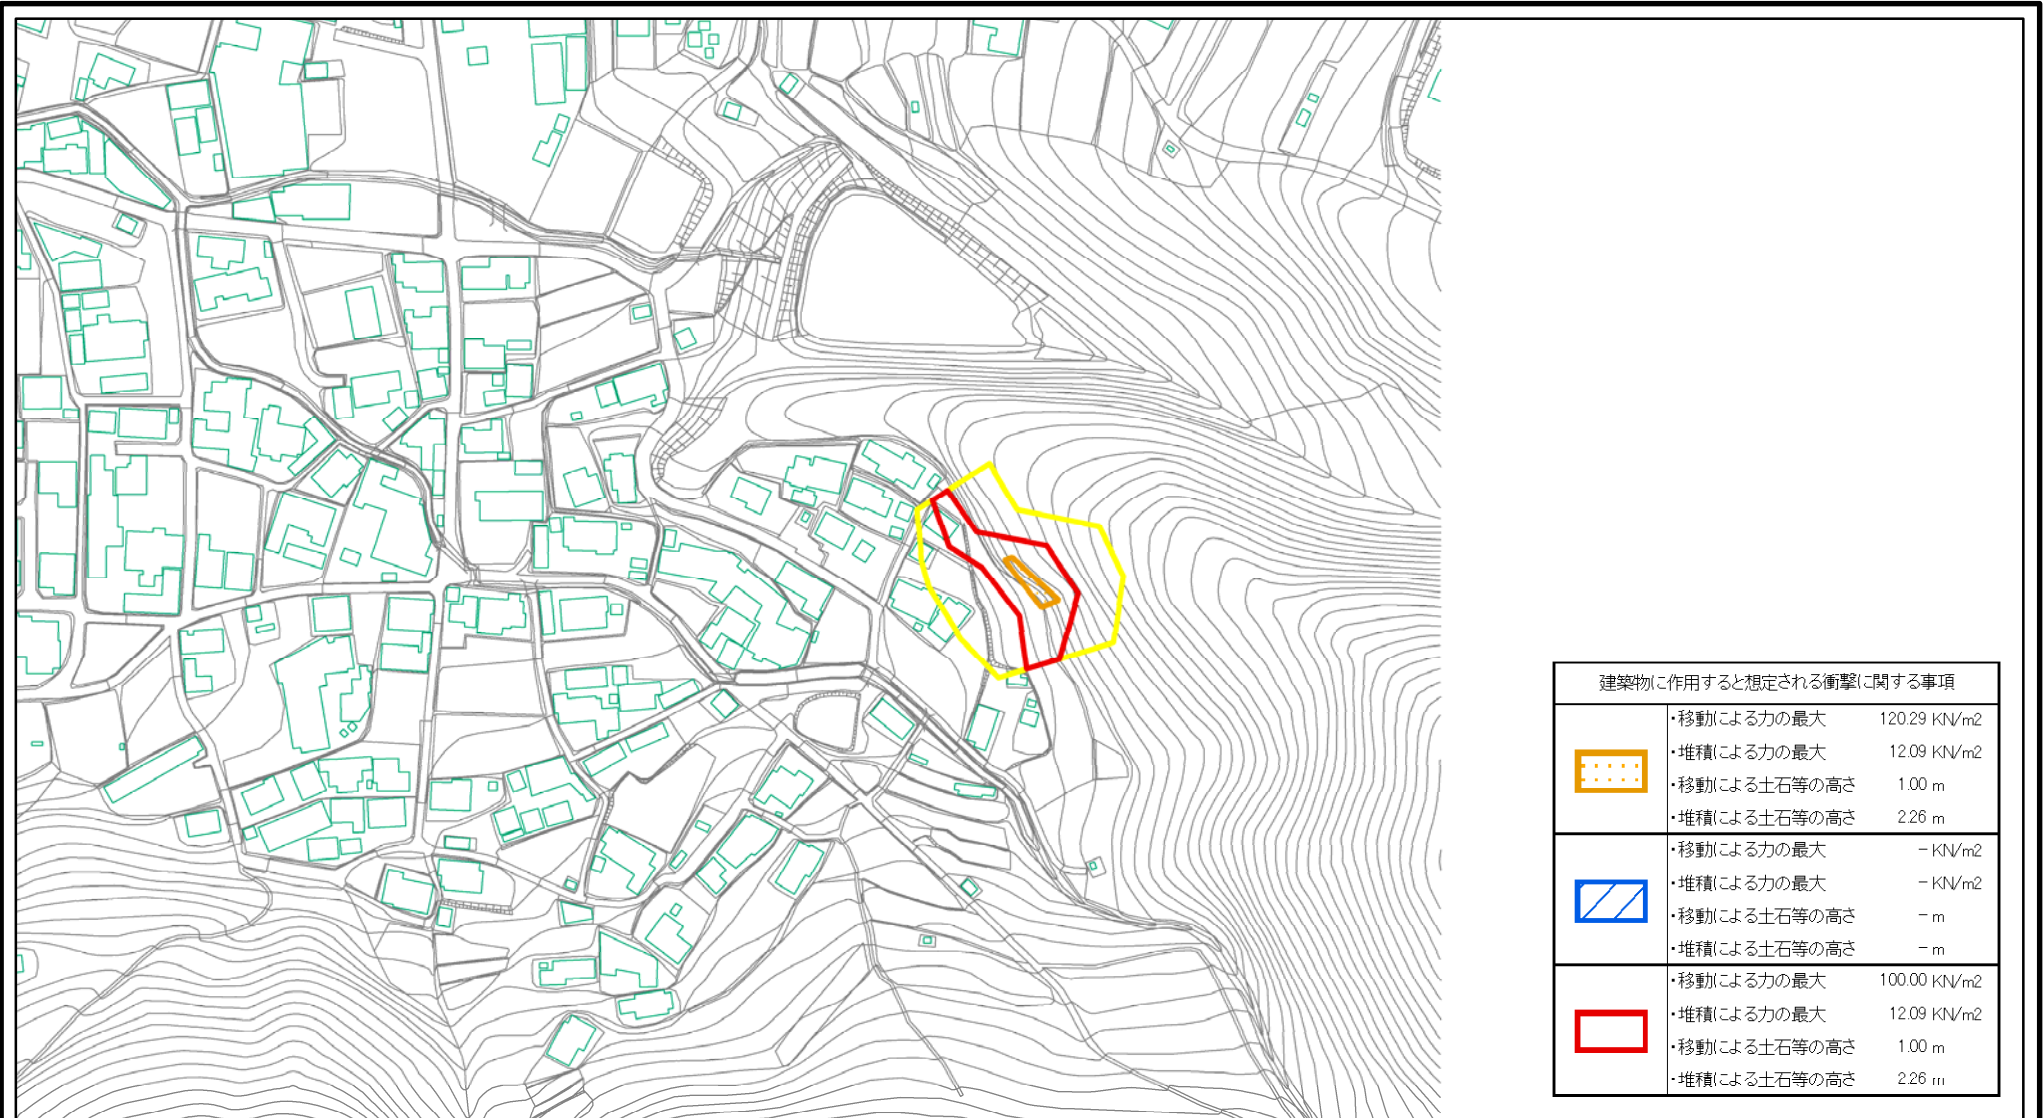 建築物に作用すると想定される衝撃に関する事項
・移動による力の最大 120.29 KN/m2
・堆積による力の最大 12.09 KN/m2
・移動による土石等の高さ 1.00 m
・堆積による土石等の高さ 2.26 m
・移動による力の最大 - KN/m2
・堆積による力の最大 - KN/m2
・移動による土石等の高さ - m
・堆積による土石等の高さ - m
・移動による力の最大 100.00 KN/m2
・堆積による力の最大 12.09 KN/m2
・移動による土石等の高さ 1.00 m
・堆積による土石等の高さ 2.26 m